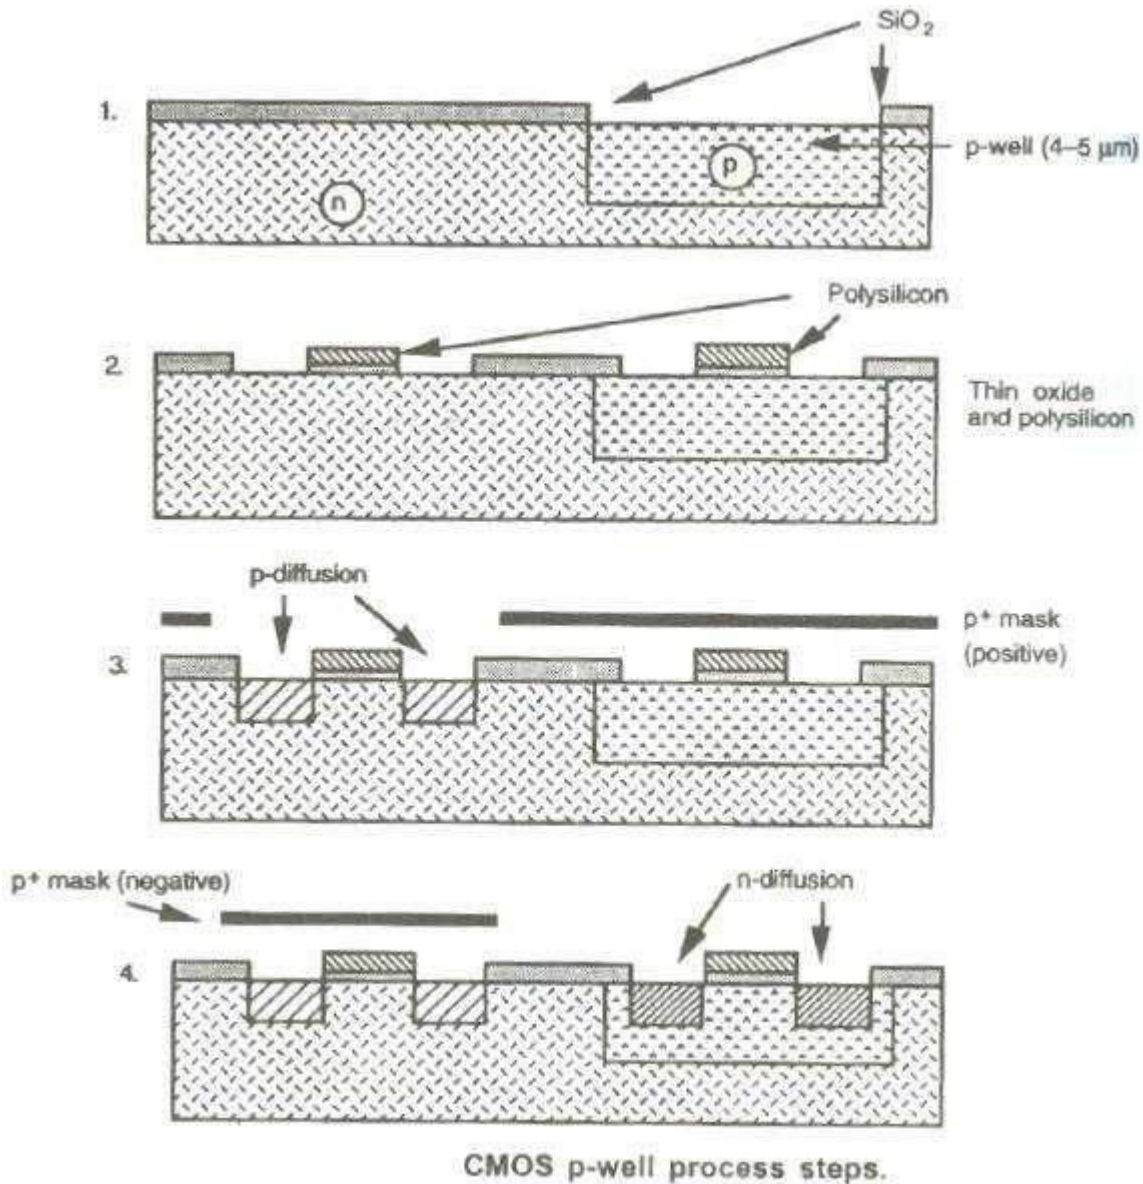 SiO₂
1.
p-well (4–5 μm)
p
n
Polysilicon
2.
Thin oxide
and polysilicon
p-diffusion
p⁺ mask
(positive)
3.
p⁺ mask (negative)
n-diffusion
4.
CMOS p-well process steps.